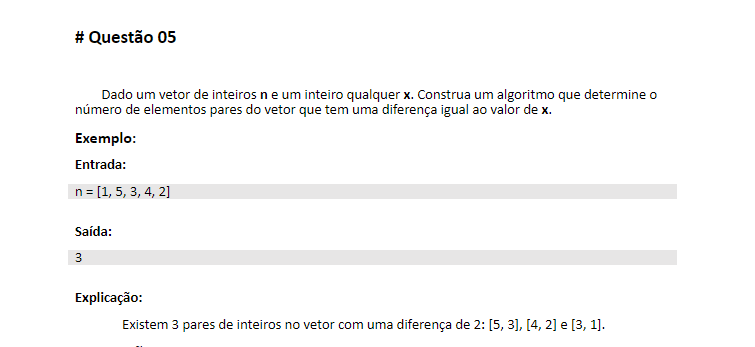 # Questão 05
Dado um vetor de inteiros n e um inteiro qualquer x. Construa um algoritmo que determine o
número de elementos pares do vetor que tem uma diferença igual ao valor de x.
Exemplo:
Entrada:
n = [1, 5, 3, 4, 2]
Saída:
3
Explicação:
Existem 3 pares de inteiros no vetor com uma diferença de 2: [5, 3], [4, 2] e [3, 1].